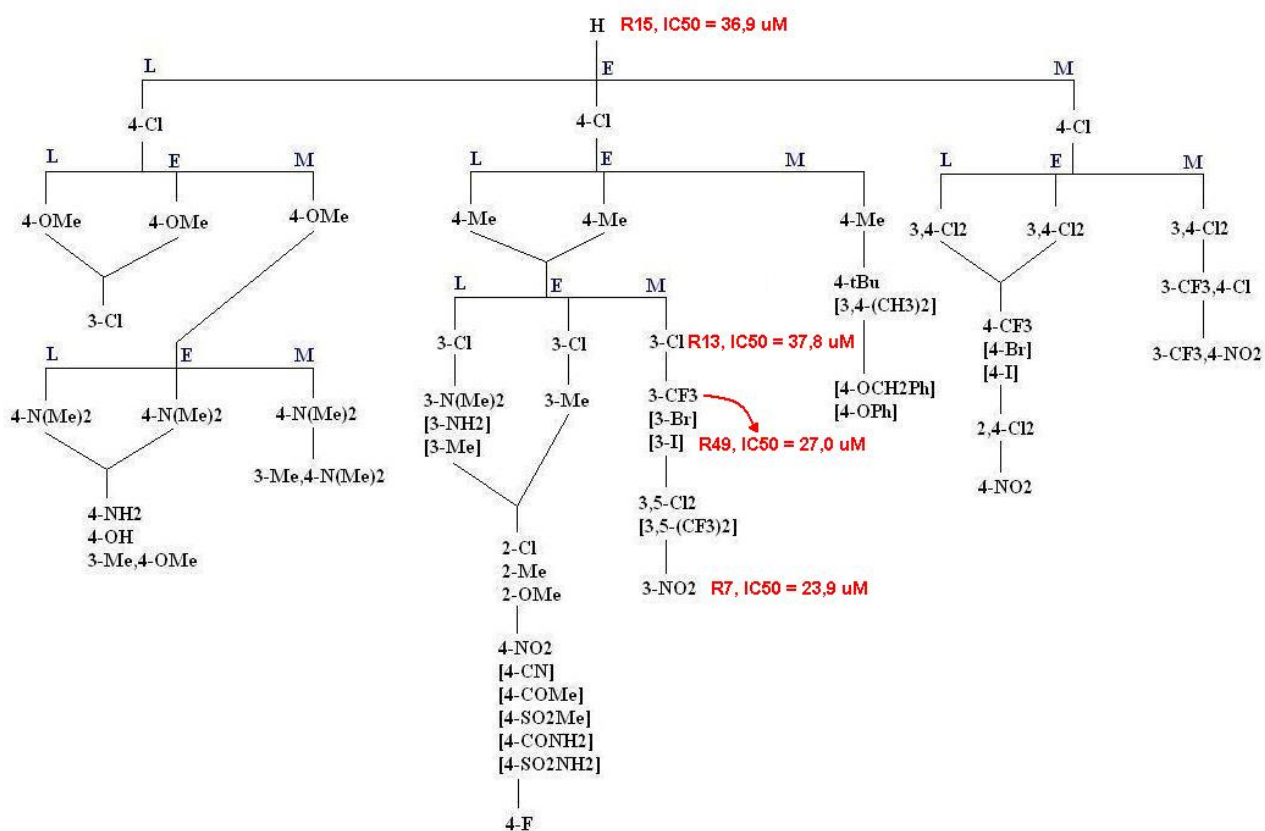 H R15, IC50 = 36,9 uM
L E M
4-Cl 4-Cl 4-Cl
L E M L E M L E M
4-OMe 4-OMe 4-OMe 4-Me 4-Me 4-Me 3,4-Cl2 3,4-Cl2 3,4-Cl2
3-Cl
L E M
4-tBu
[3,4-(CH3)2]
3-CF3,4-Cl
4-CF3
[4-Br]
[4-I]
3-Cl 3-Cl 3-Cl R13, IC50 = 37,8 uM
3-CF3,4-NO2
L E M
4-N(Me)2 4-N(Me)2 4-N(Me)2
3-N(Me)2
[3-NH2]
[3-Me]
3-Me
3-CF3
[3-Br]
[3-I]
R49, IC50 = 27,0 uM
[4-OCH2Ph]
[4-OPh]
2,4-Cl2
3-Me,4-N(Me)2
4-NO2
4-NH2
4-OH
3-Me,4-OMe
3,5-Cl2
[3,5-(CF3)2]
2-Cl
2-Me
2-OMe
3-NO2 R7, IC50 = 23,9 uM
4-NO2
[4-CN]
[4-COMe]
[4-SO2Me]
[4-CONH2]
[4-SO2NH2]
4-F